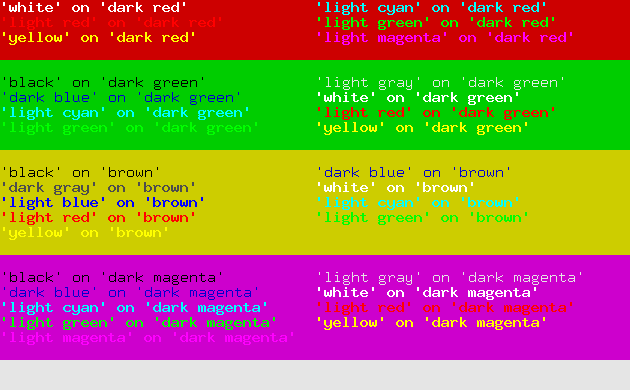 'white' on 'dark red' 'light cyan' on 'dark red'
'light red' on 'dark red' 'light green' on 'dark red'
'yellow' on 'dark red' 'light magenta' on 'dark red'
'black' on 'dark green' 'light gray' on 'dark green'
'dark blue' on 'dark green' 'white' on 'dark green'
'light cyan' on 'dark green' 'light red' on 'dark green'
'light green' on 'dark green' 'yellow' on 'dark green'
'black' on 'brown' 'dark blue' on 'brown'
'dark gray' on 'brown' 'white' on 'brown'
'light blue' on 'brown' 'light cyan' on 'brown'
'light red' on 'brown' 'light green' on 'brown'
'yellow' on 'brown'
'black' on 'dark magenta' 'light gray' on 'dark magenta'
'dark blue' on 'dark magenta' 'white' on 'dark magenta'
'light cyan' on 'dark magenta' 'light red' on 'dark magenta'
'light green' on 'dark magenta' 'yellow' on 'dark magenta'
'light magenta' on 'dark magenta'